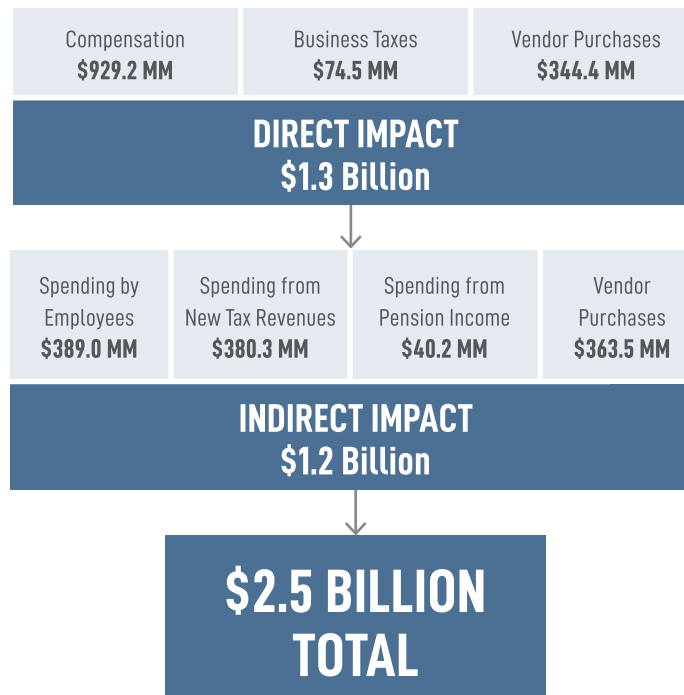 Compensation
$929.2 MM
Business Taxes
$74.5 MM
Vendor Purchases
$344.4 MM
DIRECT IMPACT
$1.3 Billion
Spending by
Employees
$389.0 MM
Spending from
New Tax Revenues
$380.3 MM
Spending from
Pension Income
$40.2 MM
Vendor
Purchases
$363.5 MM
INDIRECT IMPACT
$1.2 Billion
$2.5 BILLION
TOTAL